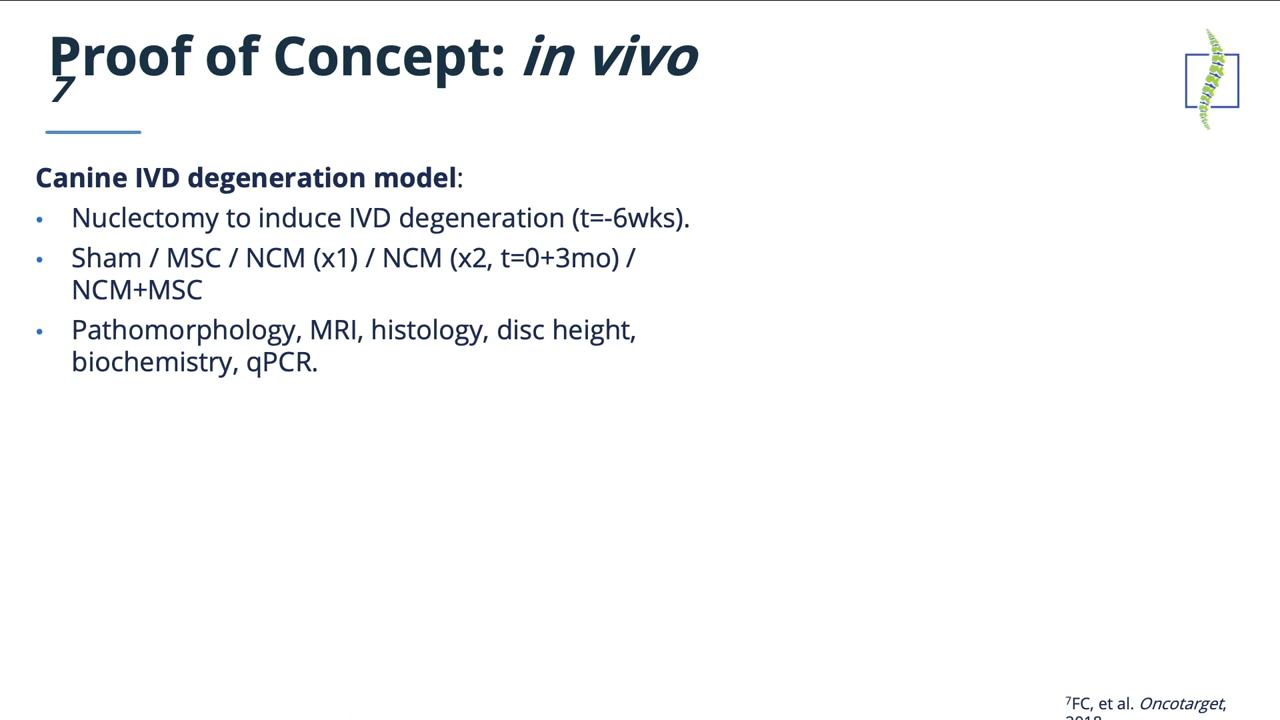 Proof of Concept: in vivo
7
Canine IVD degeneration model:
• Nuclectomy to induce IVD degeneration (t=-6wks).
• Sham / MSC / NCM (x1) / NCM (x2, t=0+3mo) /
NCM+MSC
• Pathomorphology, MRI, histology, disc height,
biochemistry, qPCR.
⁷FC, et al. Oncotarget,
2018